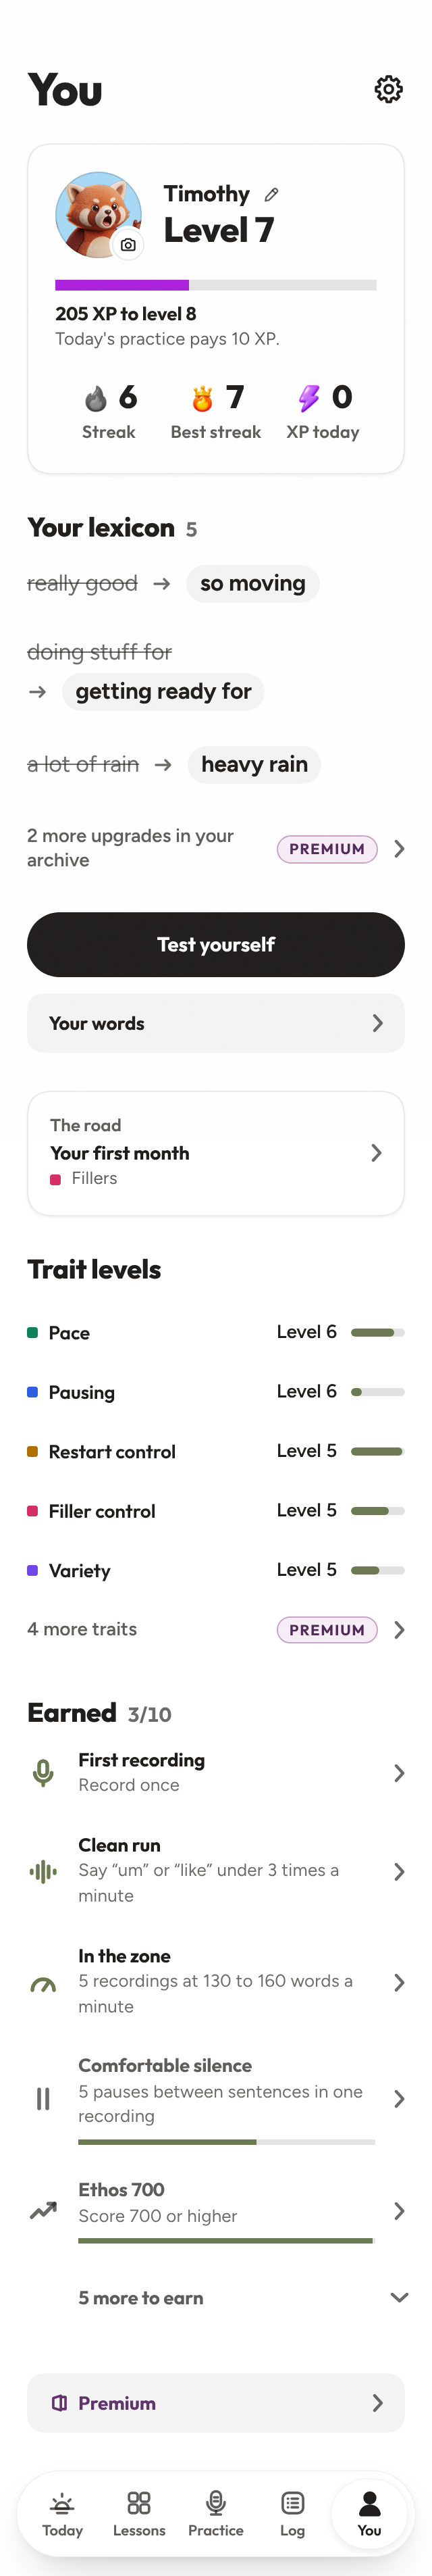 You
Timothy
Level 7
205 XP to level 8
Today's practice pays 10 XP.
6
7
0
Streak
Best streak
XP today
Your lexicon 5
really good → so moving
doing stuff for
→ getting ready for
a lot of rain → heavy rain
2 more upgrades in your
archive
PREMIUM
Test yourself
Your words
The road
Your first month
Fillers
Trait levels
Pace Level 6
Pausing Level 6
Restart control Level 5
Filler control Level 5
Variety Level 5
4 more traits PREMIUM
Earned 3/10
First recording
Record once
Clean run
Say “um” or “like” under 3 times a
minute
In the zone
5 recordings at 130 to 160 words a
minute
Comfortable silence
5 pauses between sentences in one
recording
Ethos 700
Score 700 or higher
5 more to earn
Premium
Today
Lessons
Practice
Log
You